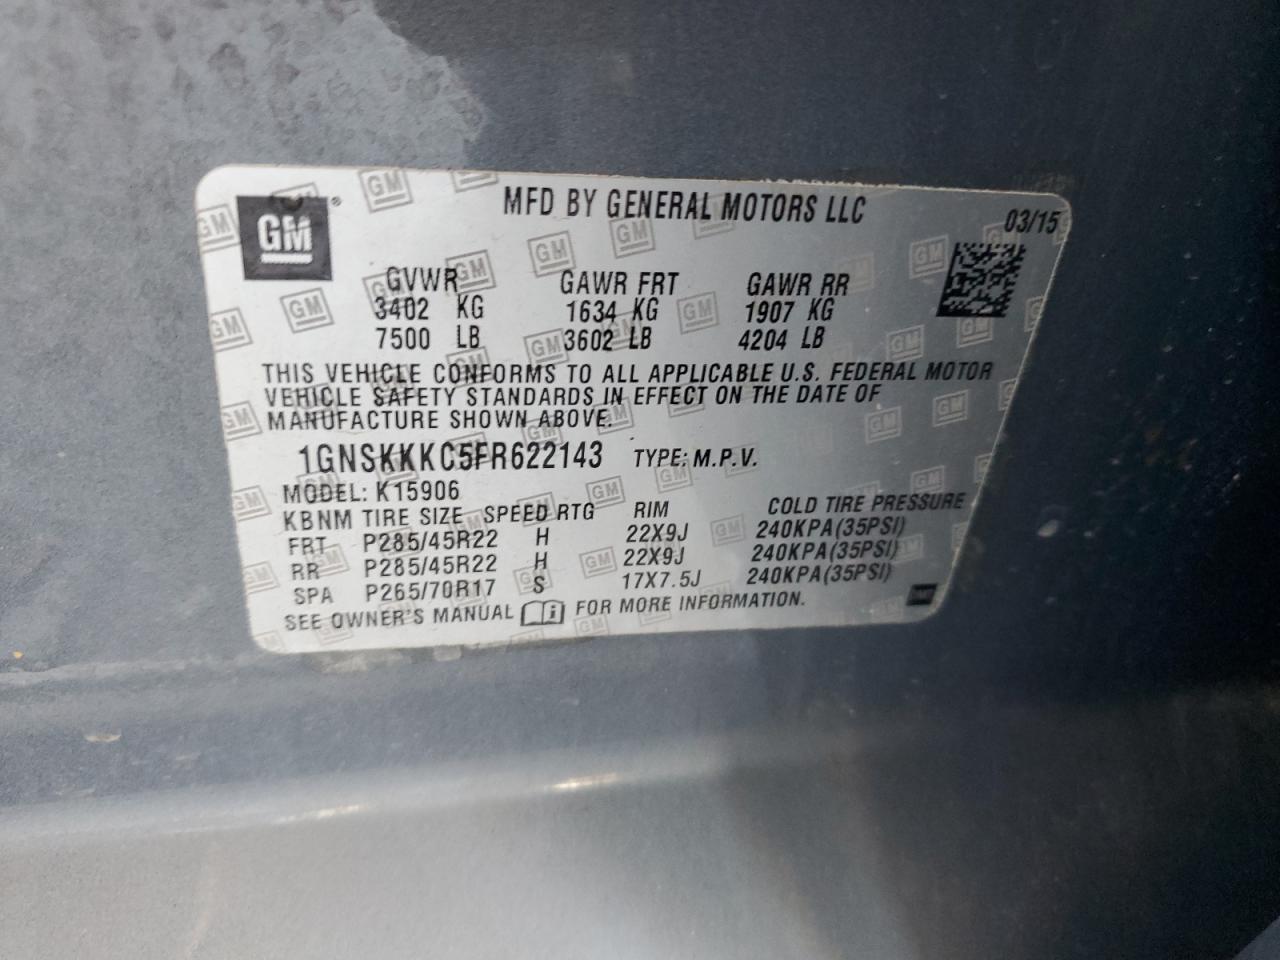 GM®
MFD BY GENERAL MOTORS LLC
03/15
GVWR GAWR FRT GAWR RR
3402 KG 1634 KG 1907 KG
7500 LB 3602 LB 4204 LB
THIS VEHICLE CONFORMS TO ALL APPLICABLE U.S. FEDERAL MOTOR
VEHICLE SAFETY STANDARDS IN EFFECT ON THE DATE OF
MANUFACTURE SHOWN ABOVE.
1GNSKKKC5FR622143 TYPE: M.P.V.
MODEL: K15906
KBNM TIRE SIZE SPEED RTG RIM COLD TIRE PRESSURE
FRT P285/45R22 H 22X9J 240KPA(35PSI)
RR P285/45R22 H 22X9J 240KPA(35PSI)
SPA P265/70R17 S 17X7.5J 240KPA(35PSI)
SEE OWNER'S MANUAL FOR MORE INFORMATION.